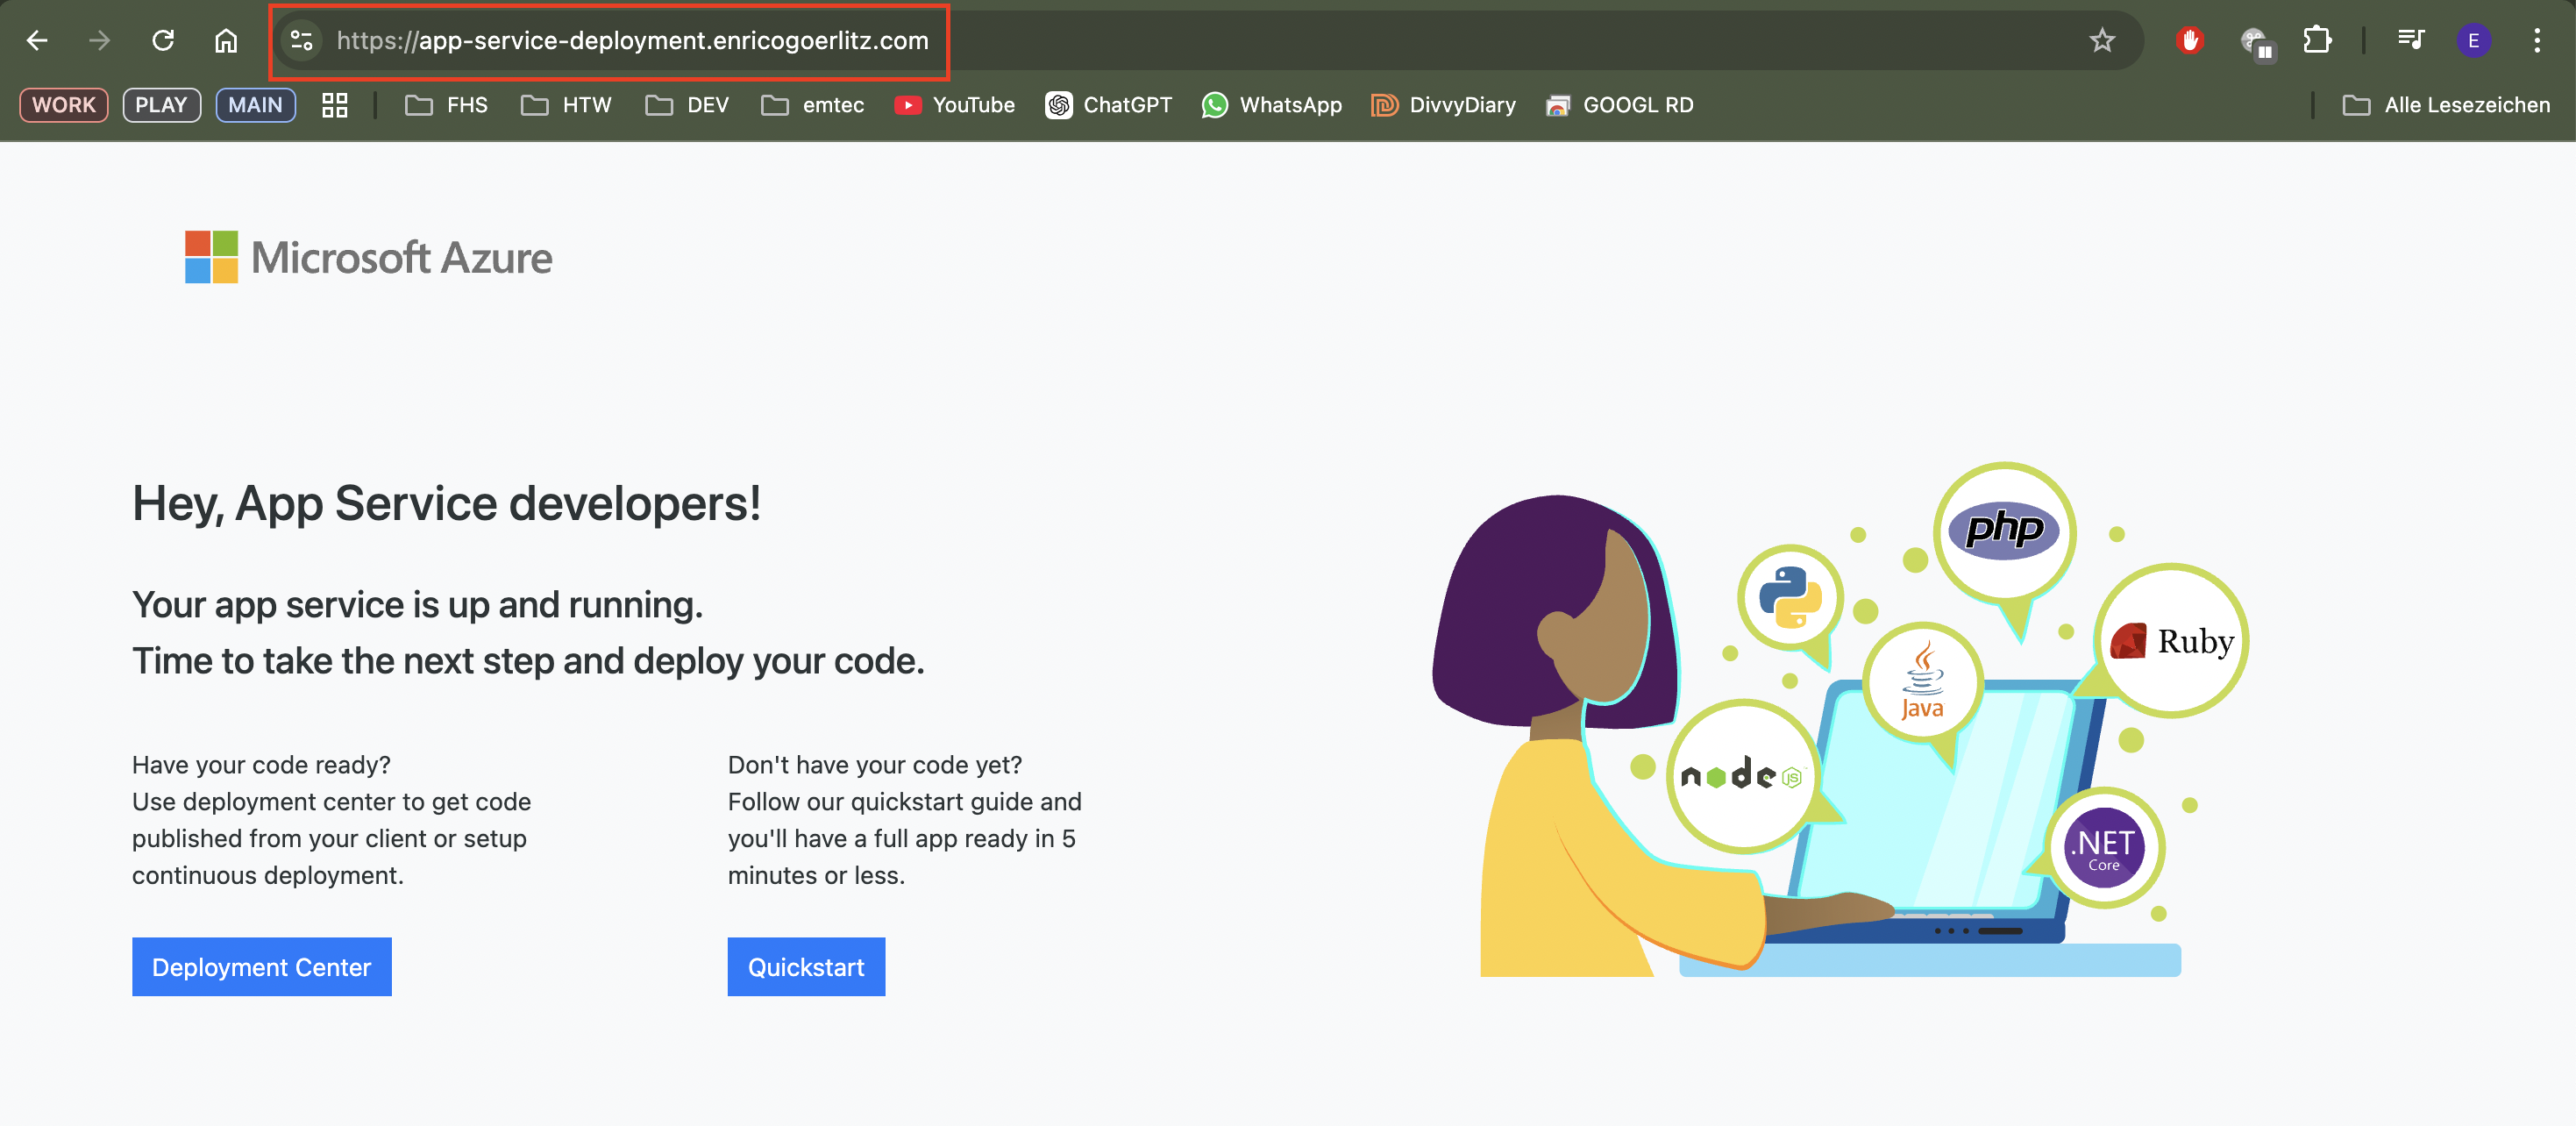 https://app-service-deployment.enricogoerlitz.com
E
WORK PLAY MAIN FHS HTW DEV emtec YouTube ChatGPT WhatsApp DivvyDiary GOOGL RD Alle Lesezeichen
Microsoft Azure
Hey, App Service developers!
Your app service is up and running.
Time to take the next step and deploy your code.
Have your code ready?
Use deployment center to get code
published from your client or setup
continuous deployment.
Deployment Center
Don't have your code yet?
Follow our quickstart guide and
you'll have a full app ready in 5
minutes or less.
Quickstart
php
Ruby
Java
node
JS
.NET
Core